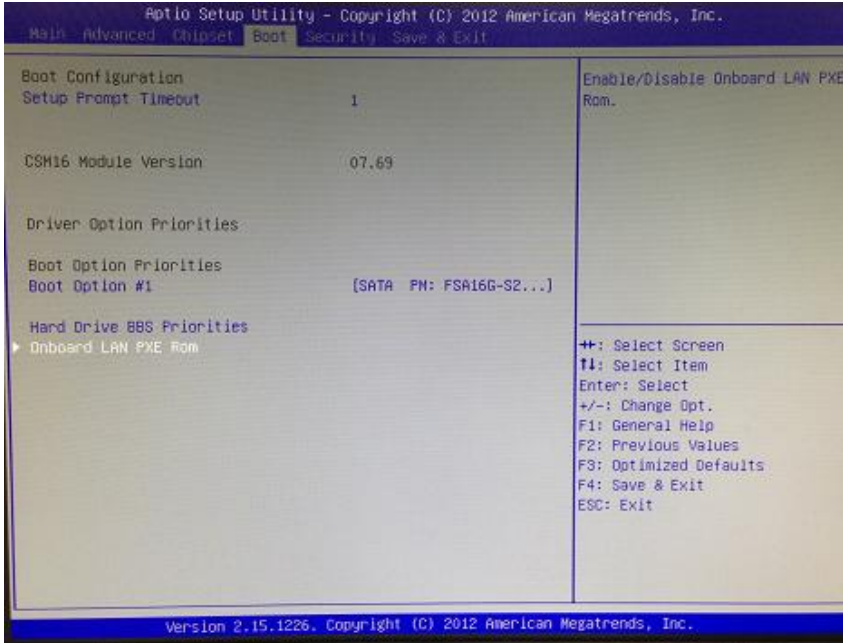 Aptio Setup Utility - Copyright (C) 2012 American Megatrends, Inc.
Main Advanced Chipset Boot Security Save & Exit
Boot Configuration
Setup Prompt Timeout 1
CSM16 Module Version 07.69
Driver Option Priorities
Boot Option Priorities
Boot Option #1 [SATA PM: FSA16G-S2...]
Hard Drive BBS Priorities
Onboard LAN PXE Rom
Enable/Disable Onboard LAN PXE
Rom.
→←: Select Screen
↑↓: Select Item
Enter: Select
+/-: Change Opt.
F1: General Help
F2: Previous Values
F3: Optimized Defaults
F4: Save & Exit
ESC: Exit
Version 2.15.1226. Copyright (C) 2012 American Megatrends, Inc.